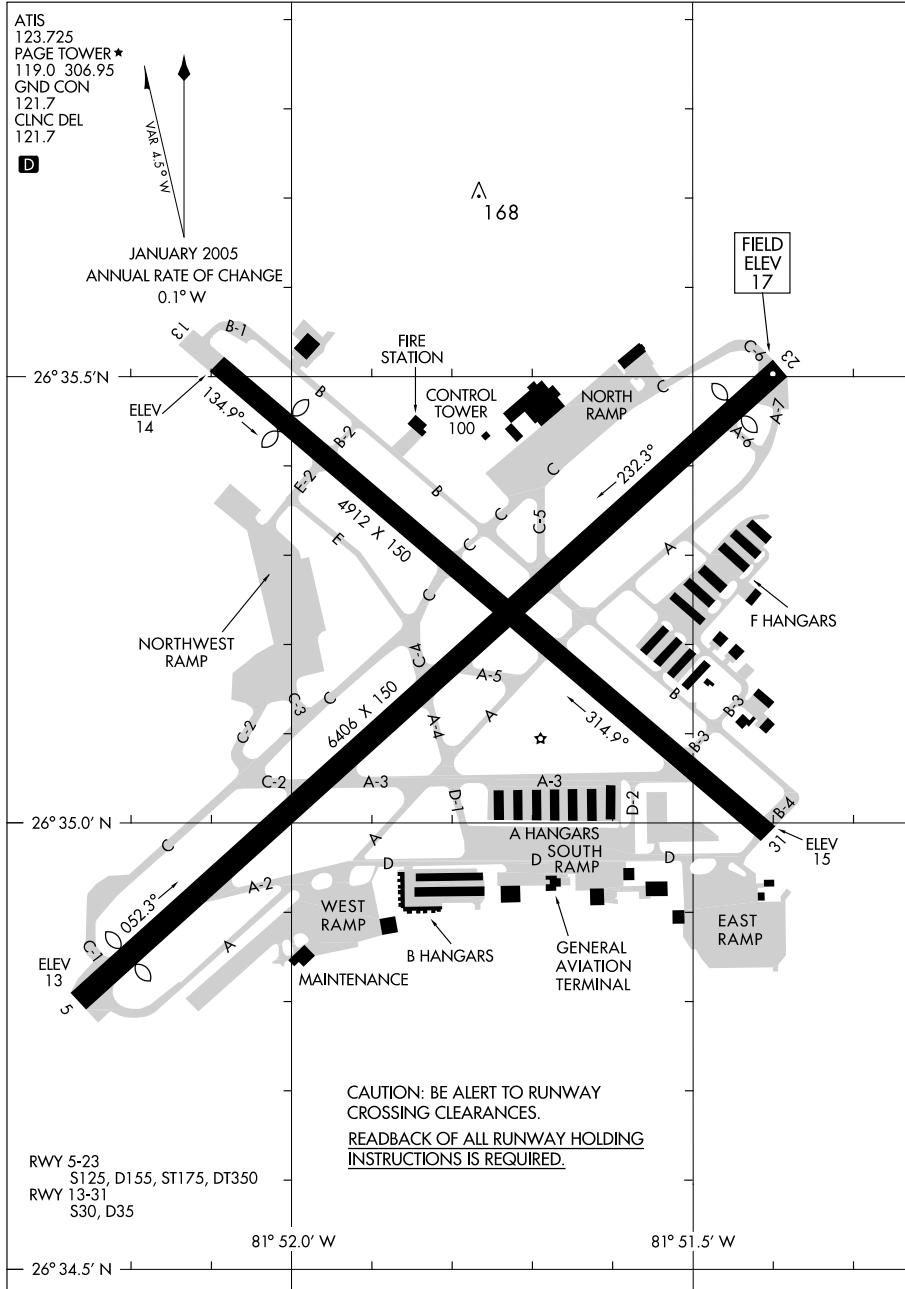 ATIS
123.725
PAGE TOWER★
119.0 306.95
GND CON
121.7
CLNC DEL
121.7
D
VAR 4.5° W
JANUARY 2005
ANNUAL RATE OF CHANGE
0.1° W
168
FIELD
ELEV
17
13
B-1
FIRE
STATION
C-6
23
26° 35.5' N
ELEV
14
134.9°
B
B-2
CONTROL
TOWER
100
NORTH
RAMP
C
A-7
A-6
E-2
4912 X 150
B
C
232.3°
C
C-5
E
C
A
C
F HANGARS
NORTHWEST
RAMP
C-4
A-5
C-3
C
B
B-3
C-2
6406 X 150
A-4
A
314.9°
B-3
C-2
A-3
A-3
D-1
D-2
B-4
26° 35.0' N
A
A HANGARS
SOUTH
RAMP
31
ELEV
15
C
D
D
D
A-2
052.3°
WEST
RAMP
EAST
RAMP
C-1
A
B HANGARS
GENERAL
AVIATION
TERMINAL
ELEV
13
MAINTENANCE
5
CAUTION: BE ALERT TO RUNWAY
CROSSING CLEARANCES.
READBACK OF ALL RUNWAY HOLDING
INSTRUCTIONS IS REQUIRED.
RWY 5-23
S125, D155, ST175, DT350
RWY 13-31
S30, D35
81° 52.0' W
81° 51.5' W
26° 34.5' N